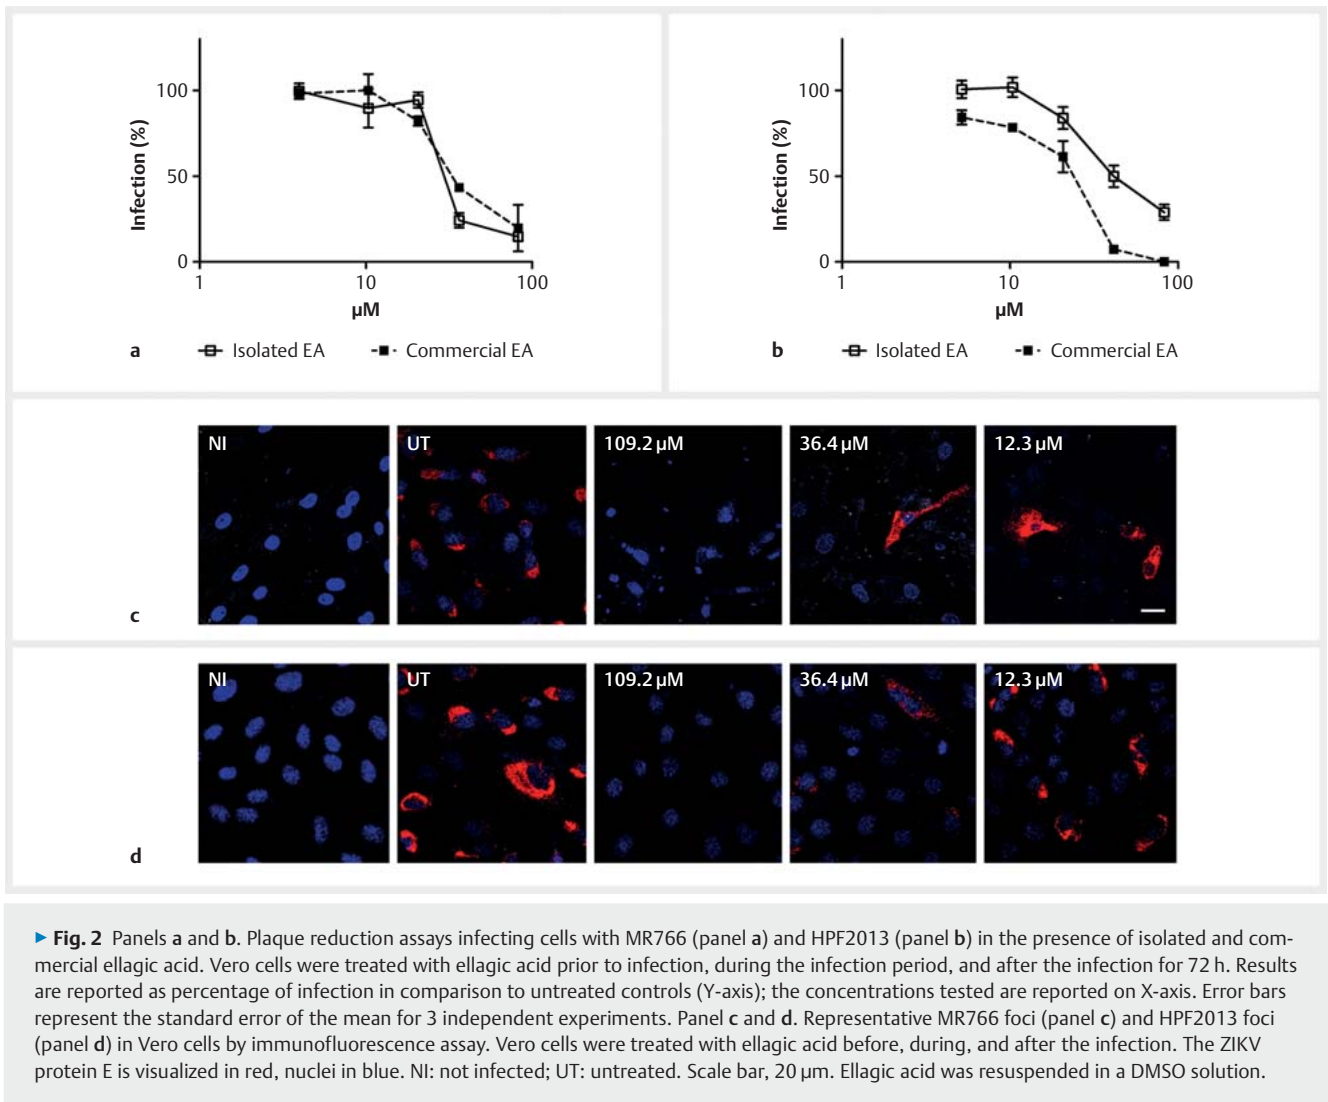 100
50
0
Infection (%)
1
10
100
µM
a
Isolated EA
Commercial EA
100
50
0
Infection (%)
1
10
100
µM
b
Isolated EA
Commercial EA
NI
UT
109.2 µM
36.4 µM
12.3 µM
c
NI
UT
109.2 µM
36.4 µM
12.3 µM
d
▶ Fig. 2 Panels a and b. Plaque reduction assays infecting cells with MR766 (panel a) and HPF2013 (panel b) in the presence of isolated and com-
mercial ellagic acid. Vero cells were treated with ellagic acid prior to infection, during the infection period, and after the infection for 72 h. Results
are reported as percentage of infection in comparison to untreated controls (Y-axis); the concentrations tested are reported on X-axis. Error bars
represent the standard error of the mean for 3 independent experiments. Panel c and d. Representative MR766 foci (panel c) and HPF2013 foci
(panel d) in Vero cells by immunofluorescence assay. Vero cells were treated with ellagic acid before, during, and after the infection. The ZIKV
protein E is visualized in red, nuclei in blue. NI: not infected; UT: untreated. Scale bar, 20 µm. Ellagic acid was resuspended in a DMSO solution.